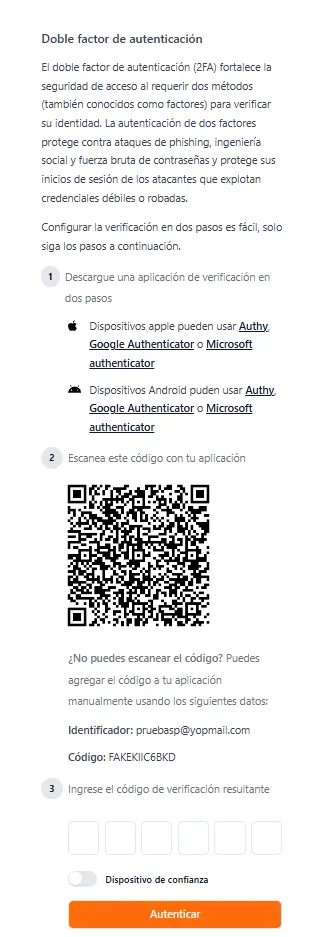 Doble factor de autenticación
El doble factor de autenticación (2FA) fortalece la
seguridad de acceso al requerir dos métodos
(también conocidos como factores) para verificar
su identidad. La autenticación de dos factores
protege contra ataques de phishing, ingeniería
social y fuerza bruta de contraseñas y protege sus
inicios de sesión de los atacantes que explotan
credenciales débiles o robadas.
Configurar la verificación en dos pasos es fácil, solo
siga los pasos a continuación.
1 Descargue una aplicación de verificación en
dos pasos
Dispositivos apple pueden usar Authy,
Google Authenticator o Microsoft
authenticator
Dispositivos Android puden usar Authy,
Google Authenticator o Microsoft
authenticator
2 Escanea este código con tu aplicación
¿No puedes escanear el código? Puedes
agregar el código a tu aplicación
manualmente usando los siguientes datos:
Identificador: pruebasp@yopmail.com
Código: FAKEKIIC6BKD
3 Ingrese el código de verificación resultante
Dispositivo de confianza
Autenticar